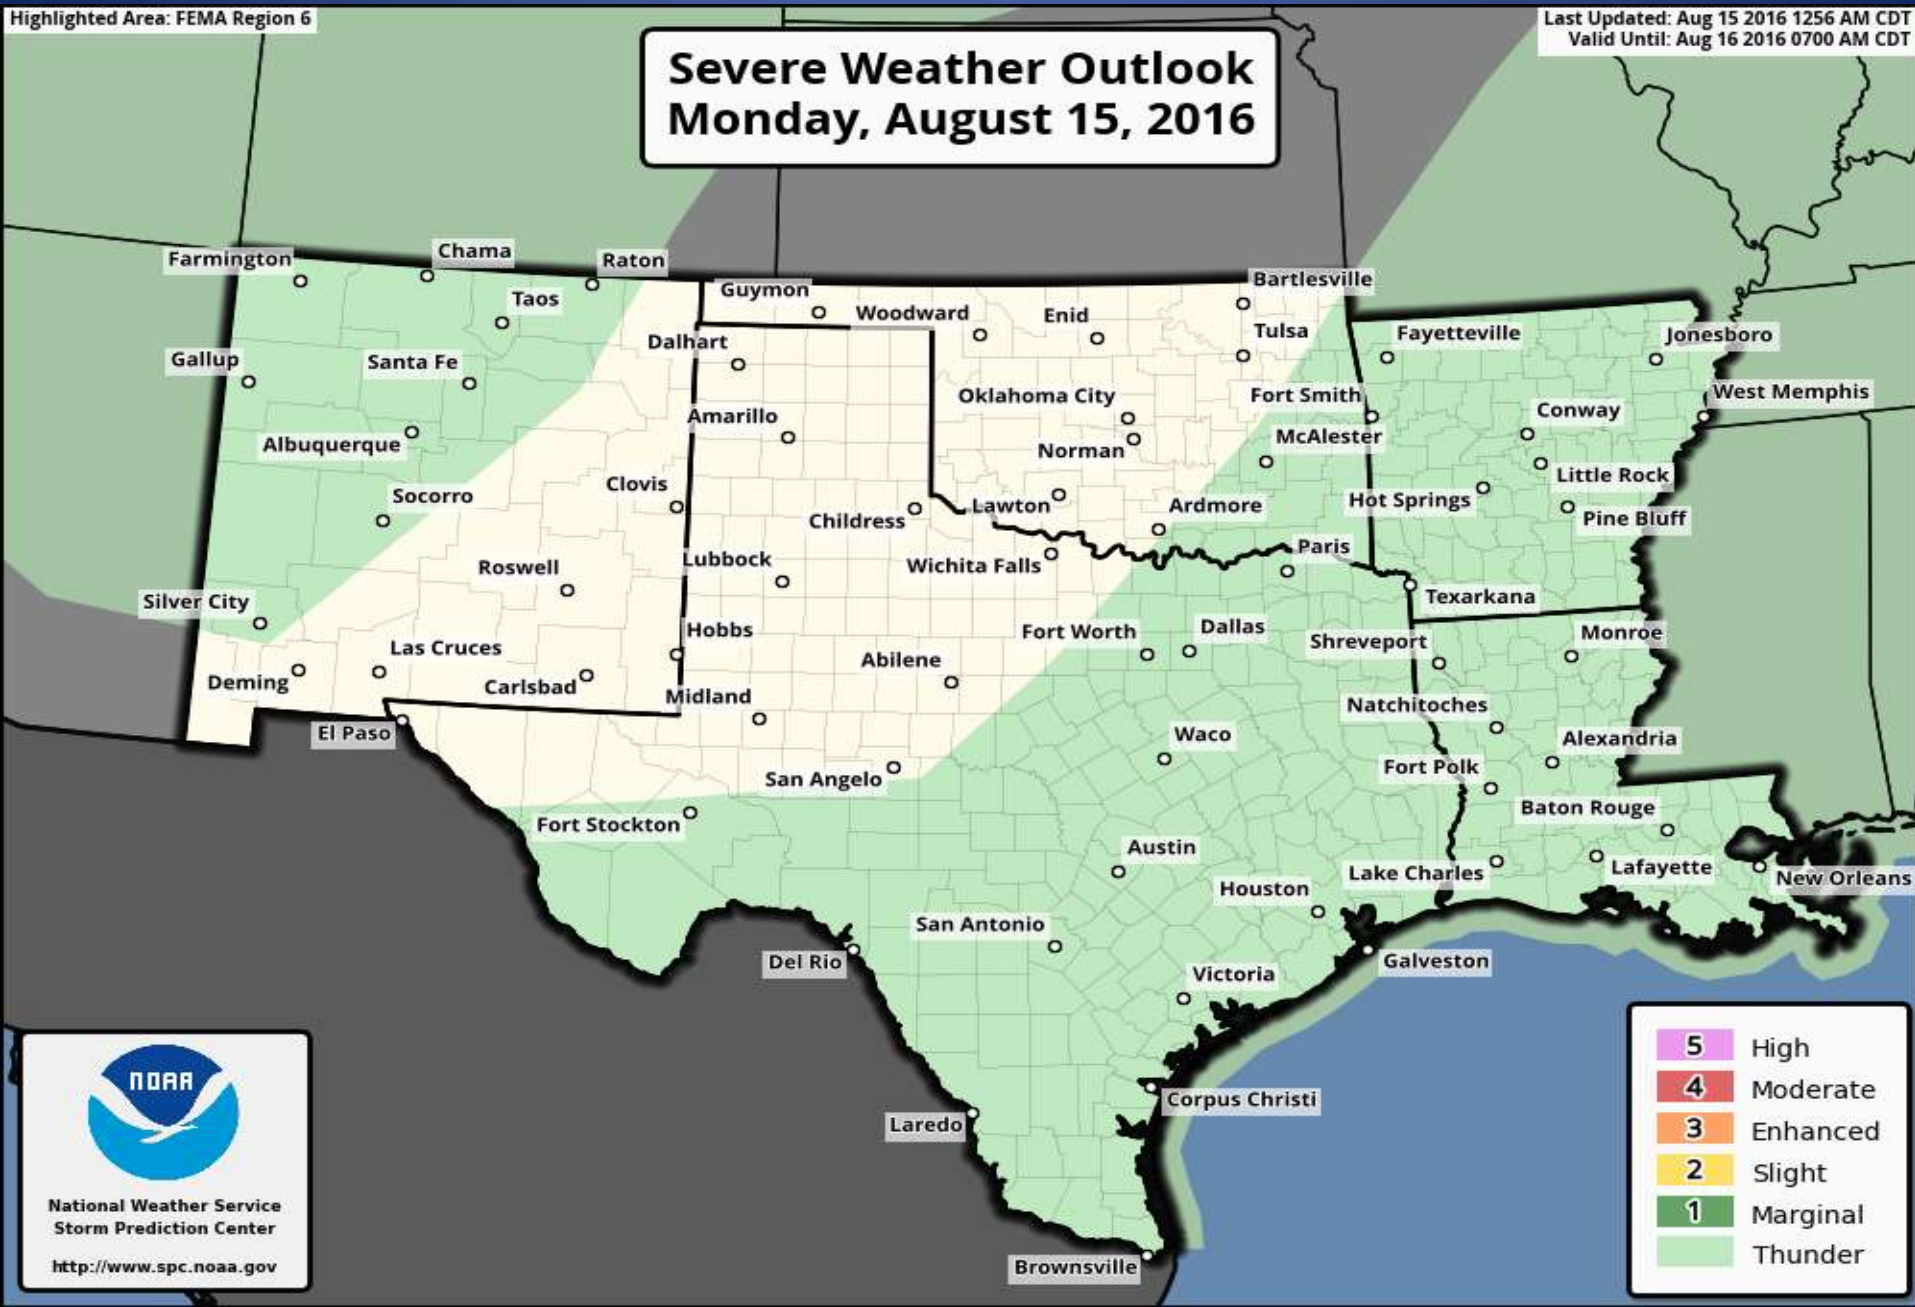 Highlighted Area: FEMA Region 6
Last Updated: Aug 15 2016 1256 AM CDT
Valid Until: Aug 16 2016 0700 AM CDT
Severe Weather Outlook
Monday, August 15, 2016
Farmington
Chama
Raton
Taos
Guymon
Woodward
Enid
Bartlesville
Tulsa
Fayetteville
Jonesboro
Gallup
Santa Fe
Dalhart
Oklahoma City
Fort Smith
West Memphis
Albuquerque
Amarillo
Norman
McAlester
Conway
Little Rock
Socorro
Clovis
Childress
Lawton
Ardmore
Hot Springs
Pine Bluff
Roswell
Lubbock
Wichita Falls
Paris
Texarkana
Silver City
Hobbs
Fort Worth
Dallas
Shreveport
Monroe
Las Cruces
Deming
Carlsbad
Midland
Abilene
Natchitoches
El Paso
San Angelo
Waco
Fort Polk
Alexandria
Baton Rouge
Fort Stockton
Austin
Houston
Lake Charles
Lafayette
New Orleans
San Antonio
Del Rio
Victoria
Galveston
Corpus Christi
Laredo
Brownsville
NOAA
National Weather Service
Storm Prediction Center
http://www.spc.noaa.gov
5 High
4 Moderate
3 Enhanced
2 Slight
1 Marginal
Thunder